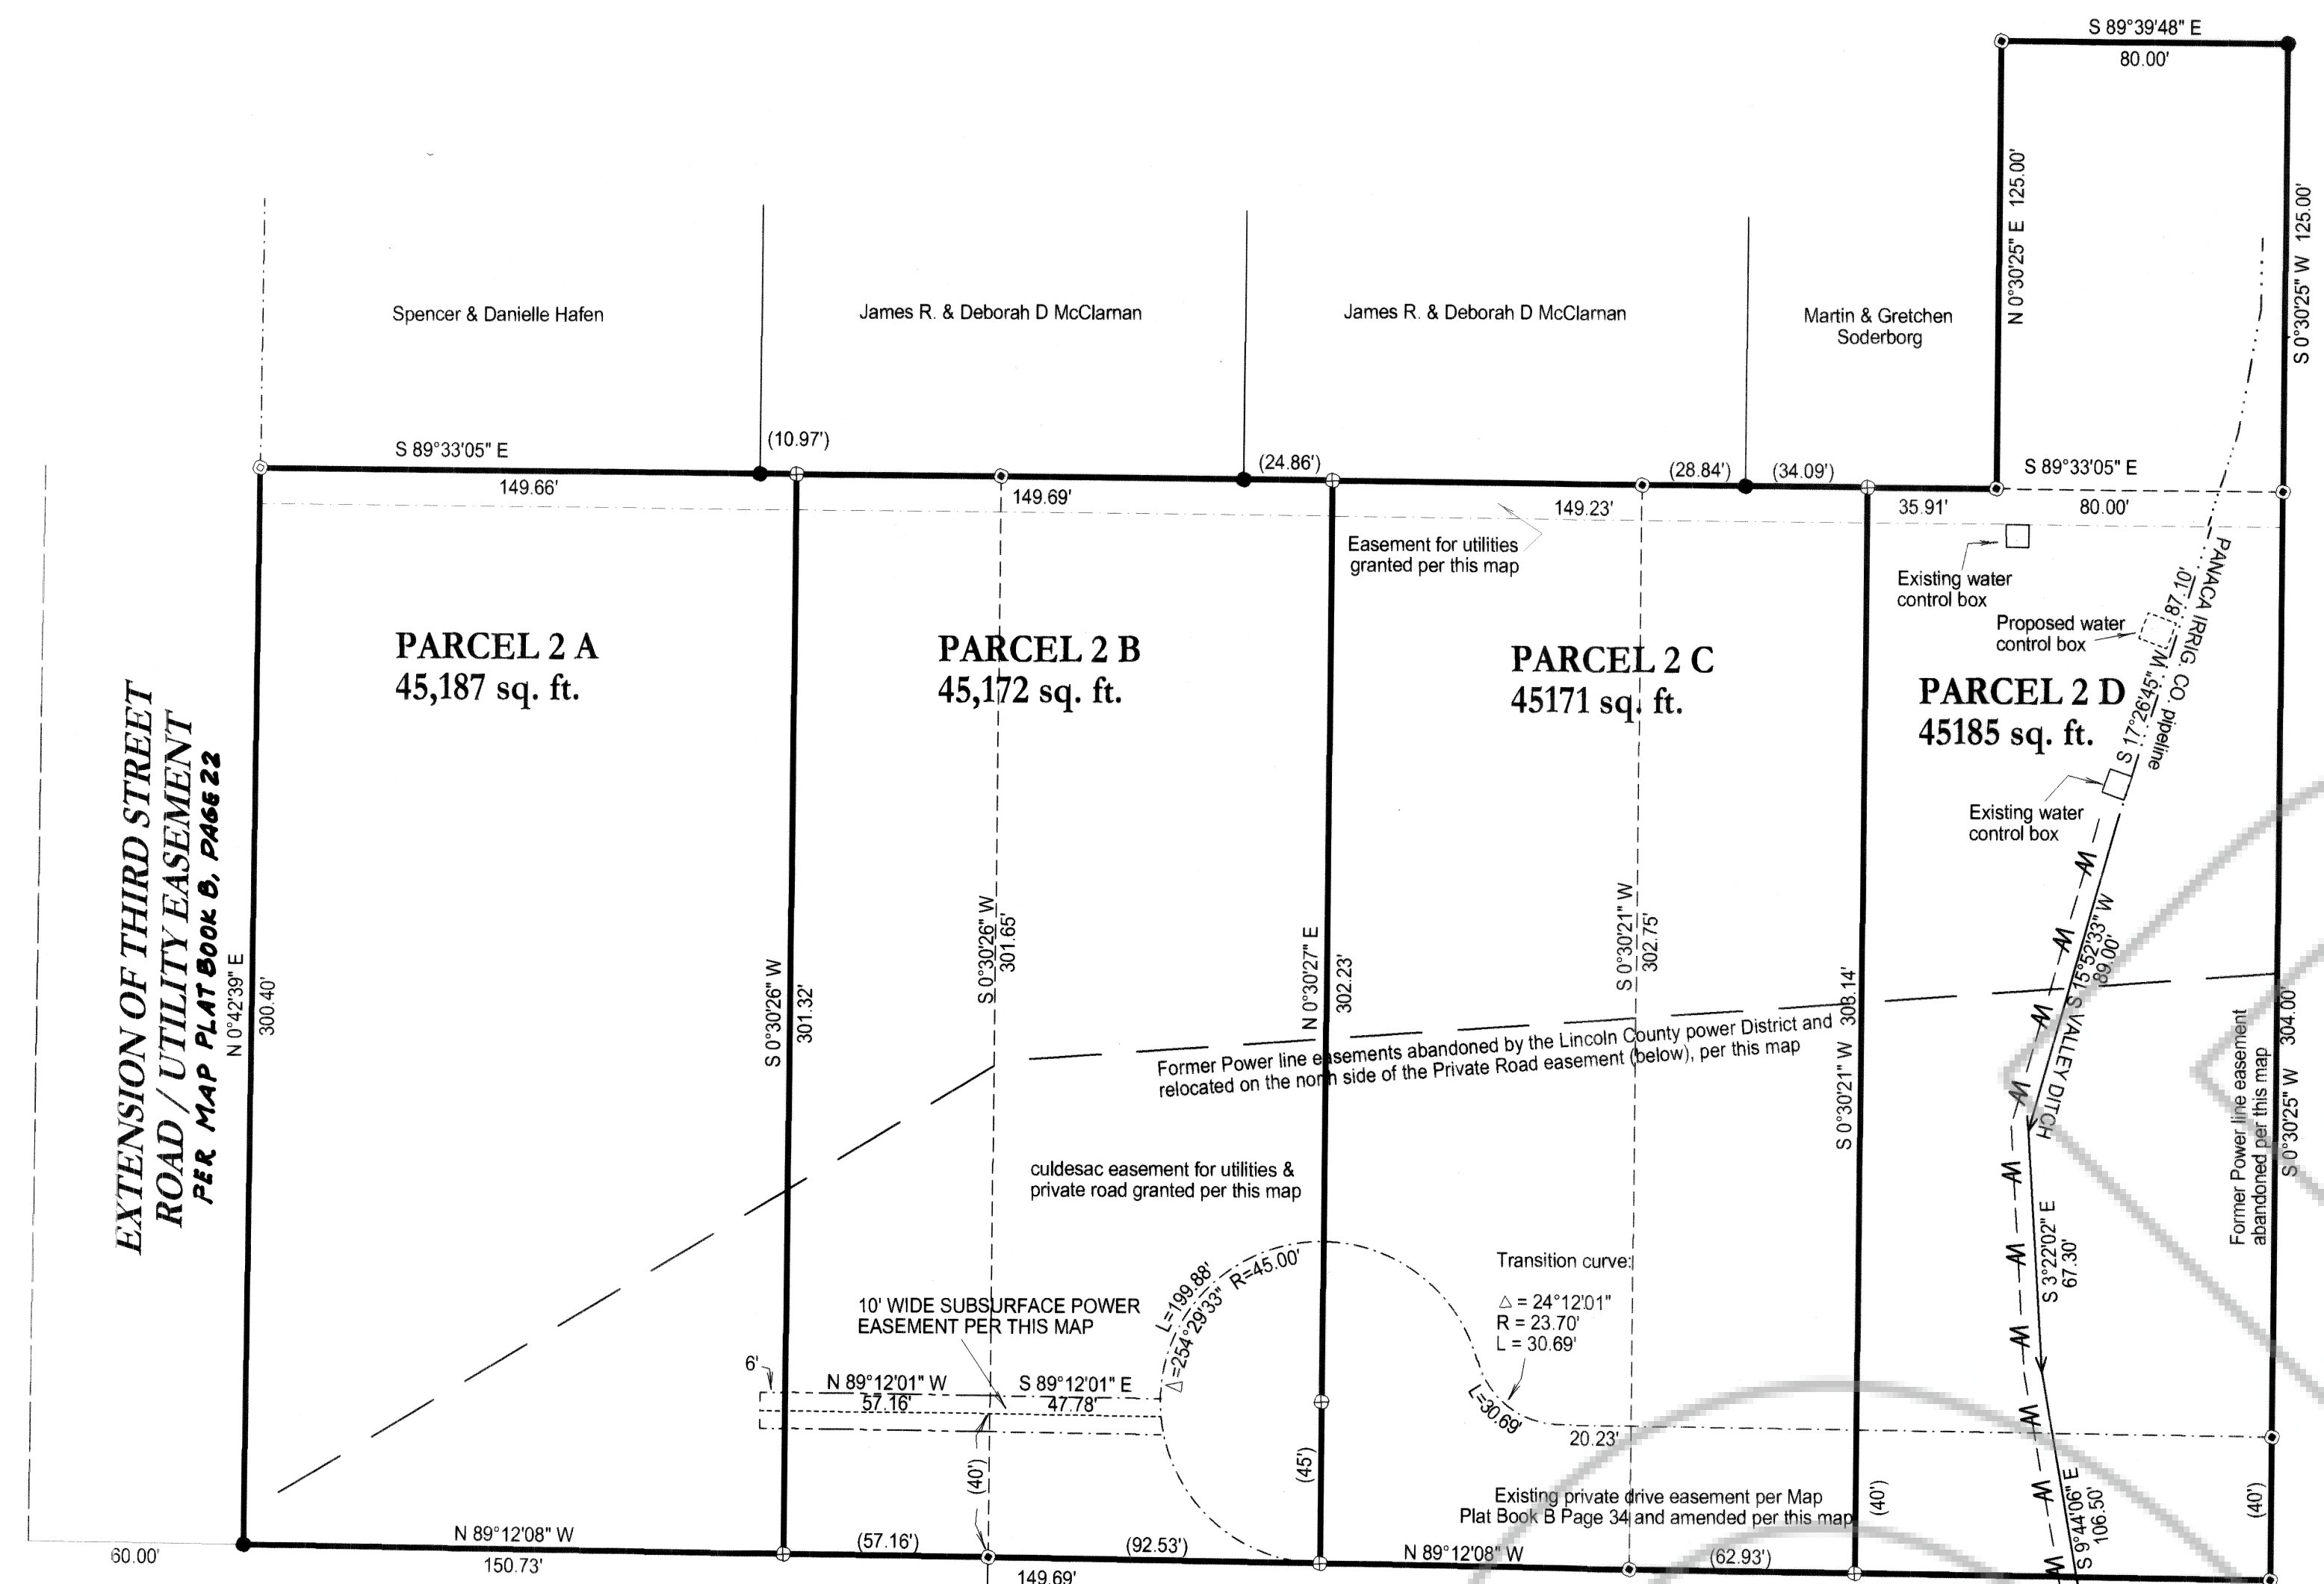 S 89°39'48" E
80.00'
N 0°30'25" E 125.00'
S 0°30'25" W 125.00'
Spencer & Danielle Hafen
James R. & Deborah D McClarnan
James R. & Deborah D McClarnan
Martin & Gretchen
Soderborg
S 89°33'05" E
149.66'
(10.97')
149.69'
(24.86')
149.23'
(28.84')
(34.09')
S 89°33'05" E
35.91'
80.00'
Easement for utilities
granted per this map
Existing water
control box
Proposed water
control box
S 17°26'45" W 87.10'
PANACA IRRIG. CO. pipeline
PARCEL 2 A
45,187 sq. ft.
PARCEL 2 B
45,172 sq. ft.
PARCEL 2 C
45171 sq. ft.
PARCEL 2 D
45185 sq. ft.
Existing water
control box
EXTENSION OF THIRD STREET
ROAD / UTILITY EASEMENT
PER MAP PLAT BOOK B, PAGE 22
N 0°42'39" E
300.40'
S 0°30'26" W
301.32'
S 0°30'26" W
301.65'
N 0°30'27" E
302.23'
S 0°30'21" W
302.75'
S 0°30'21" W 303.14'
W W W W W W W W W W W W
S 15°52'33" W
89.00'
VALLEY DITCH
S 0°30'25" W 304.00'
Former Power line easement
abandoned per this map
Former Power line easements abandoned by the Lincoln County power District and
relocated on the north side of the Private Road easement (below), per this map
culdesac easement for utilities &
private road granted per this map
S 3°22'02" E
67.30'
L=199.88'
Δ=254°29'33" R=45.00'
Transition curve:
Δ = 24°12'01"
R = 23.70'
L = 30.69'
L=30.69'
10' WIDE SUBSURFACE POWER
EASEMENT PER THIS MAP
6'
N 89°12'01" W
57.16'
S 89°12'01" E
47.78'
20.23'
(40')
(45')
(40')
(40')
Existing private drive easement per Map
Plat Book B Page 34 and amended per this map
S 9°44'06" E
106.50'
60.00'
N 89°12'08" W
150.73'
(57.16')
(92.53')
149.69'
N 89°12'08" W
(62.93')